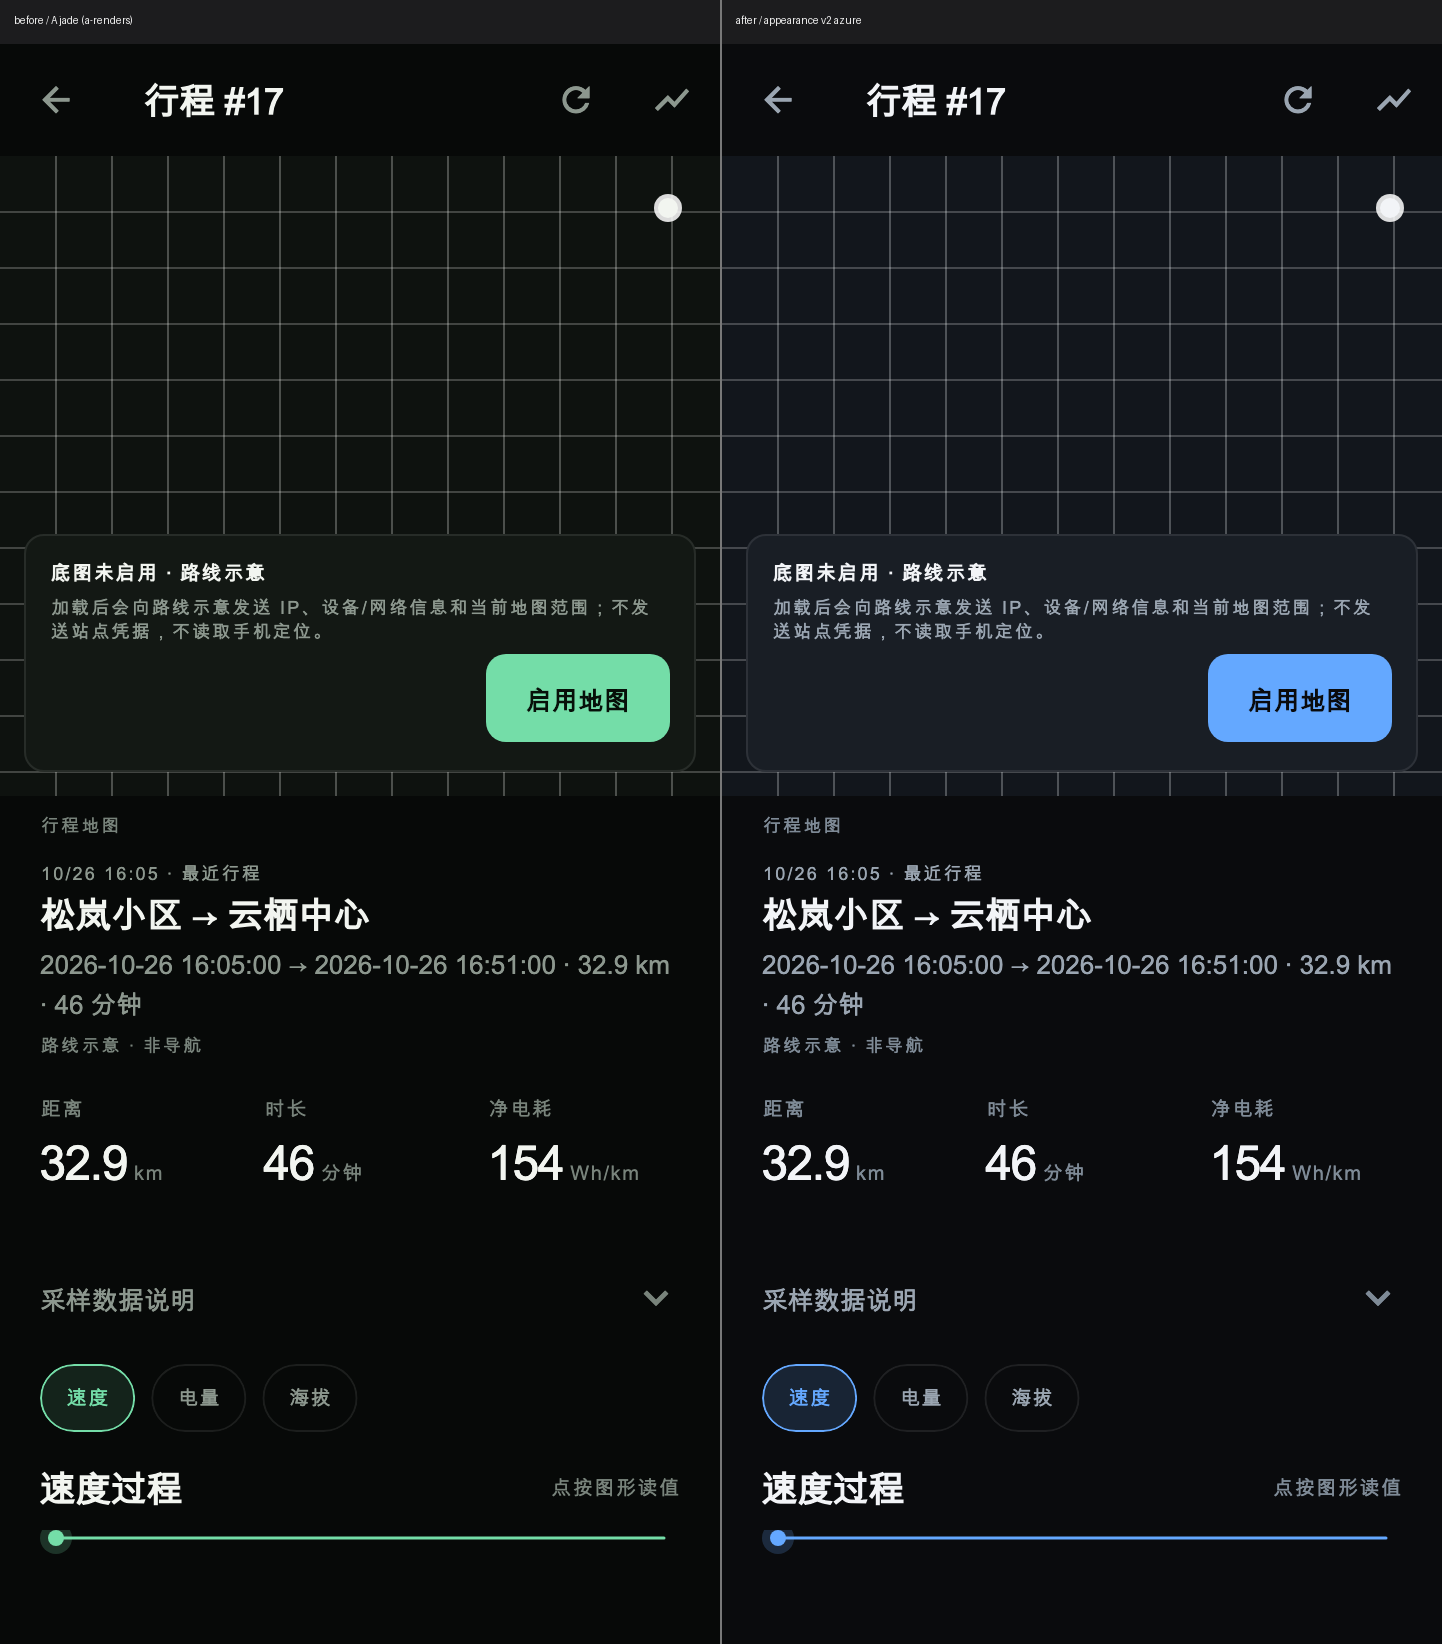 before / A jade (a-renders)
行程 #17
底图未启用 · 路线示意
加载后会向路线示意发送 IP、设备/网络信息和当前地图范围；不发
送站点凭据，不读取手机定位。
启用地图
行程地图
10/26 16:05 · 最近行程
松岚小区 → 云栖中心
2026-10-26 16:05:00 → 2026-10-26 16:51:00 · 32.9 km
· 46 分钟
路线示意 · 非导航
距离 时长 净电耗
32.9 km 46 分钟 154 Wh/km
采样数据说明
速度 电量 海拔
速度过程 点按图形读值
after / appearance v2 azure
行程 #17
底图未启用 · 路线示意
加载后会向路线示意发送 IP、设备/网络信息和当前地图范围；不发
送站点凭据，不读取手机定位。
启用地图
行程地图
10/26 16:05 · 最近行程
松岚小区 → 云栖中心
2026-10-26 16:05:00 → 2026-10-26 16:51:00 · 32.9 km
· 46 分钟
路线示意 · 非导航
距离 时长 净电耗
32.9 km 46 分钟 154 Wh/km
采样数据说明
速度 电量 海拔
速度过程 点按图形读值